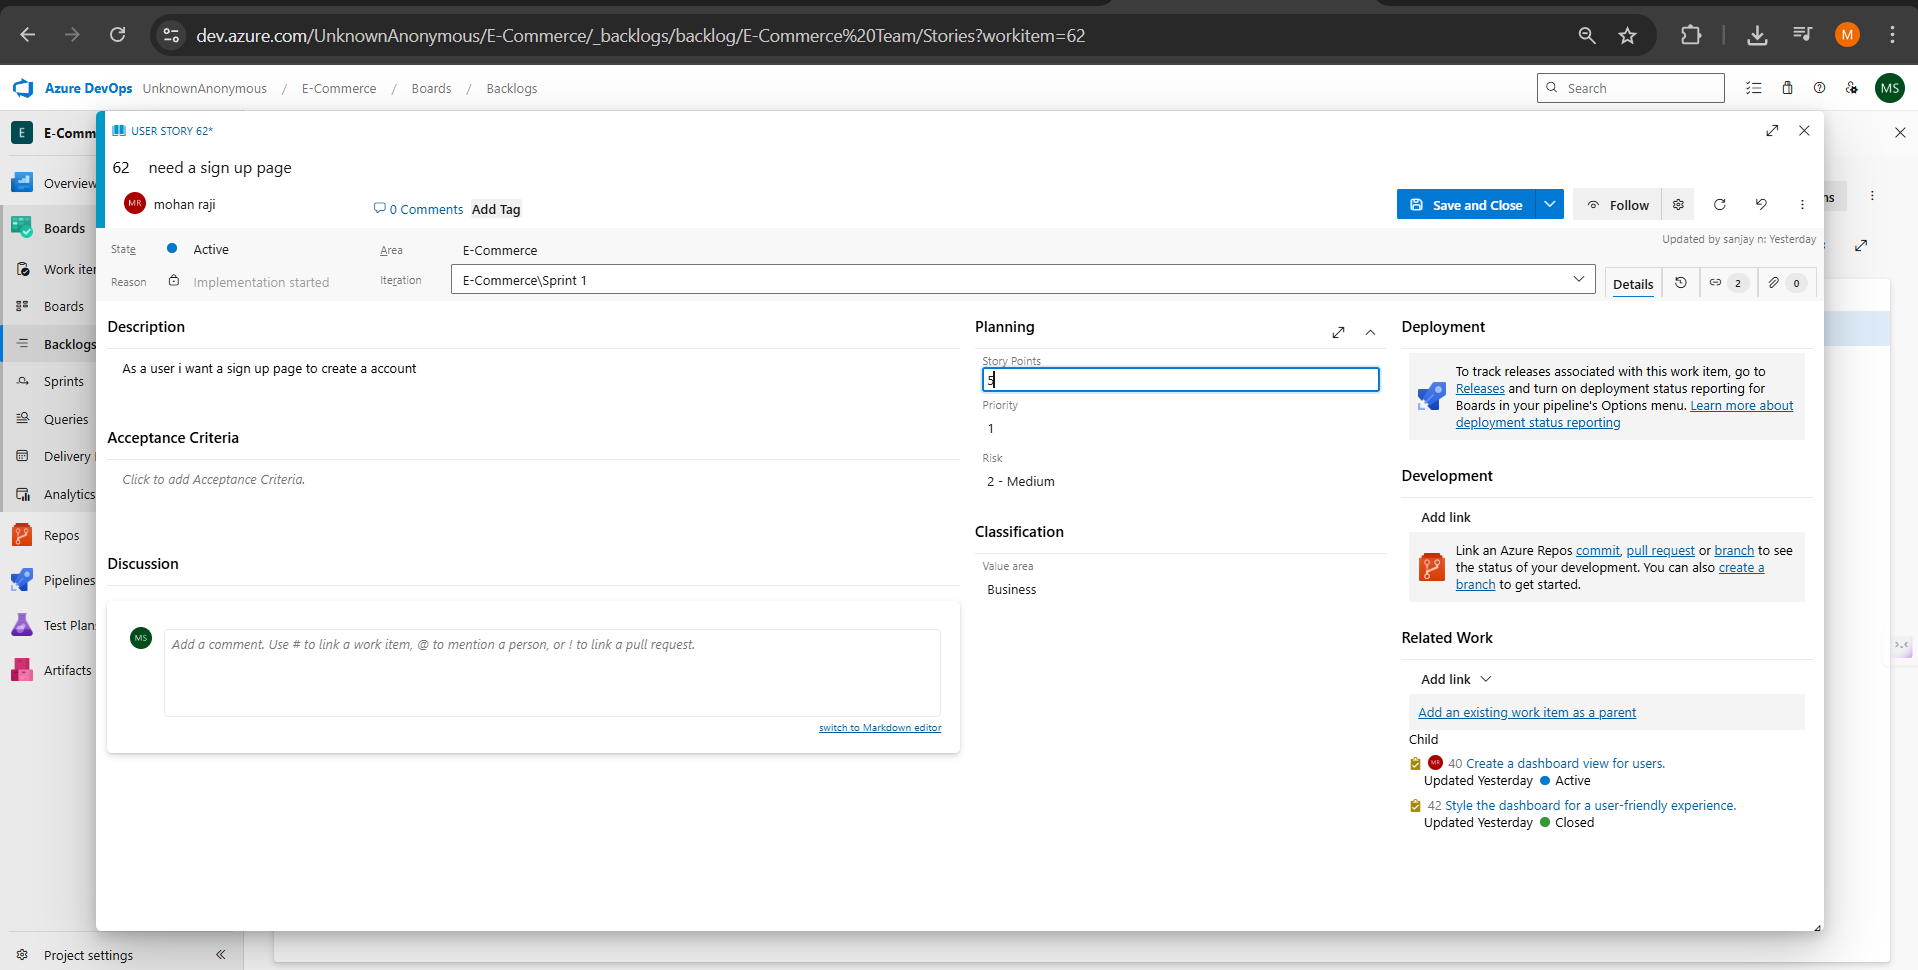 dev.azure.com/UnknownAnonymous/E-Commerce/_backlogs/backlog/E-Commerce%20Team/Stories?workitem=62
M
Azure DevOps UnknownAnonymous / E-Commerce / Boards / Backlogs
Search
MS
E E-Comm
USER STORY 62*
62 need a sign up page
MR mohan raji
0 Comments Add Tag
Save and Close
Follow
ns
State Active
Area E-Commerce
Updated by sanjay n: Yesterday
Reason Implementation started
Iteration E-Commerce\Sprint 1
Details
2
0
Overview
Boards
Work iter
Boards
Backlogs
Sprints
Queries
Delivery
Analytics
Repos
Pipelines
Test Plans
Artifacts
Project settings
Description
As a user i want a sign up page to create a account
Acceptance Criteria
Click to add Acceptance Criteria.
Discussion
MS
Add a comment. Use # to link a work item, @ to mention a person, or ! to link a pull request.
switch to Markdown editor
Planning
Story Points
5
Priority
1
Risk
2 - Medium
Classification
Value area
Business
Deployment
To track releases associated with this work item, go to
Releases and turn on deployment status reporting for
Boards in your pipeline's Options menu. Learn more about
deployment status reporting
Development
Add link
Link an Azure Repos commit, pull request or branch to see
the status of your development. You can also create a
branch to get started.
Related Work
Add link
Add an existing work item as a parent
Child
MR 40 Create a dashboard view for users.
Updated Yesterday Active
42 Style the dashboard for a user-friendly experience.
Updated Yesterday Closed